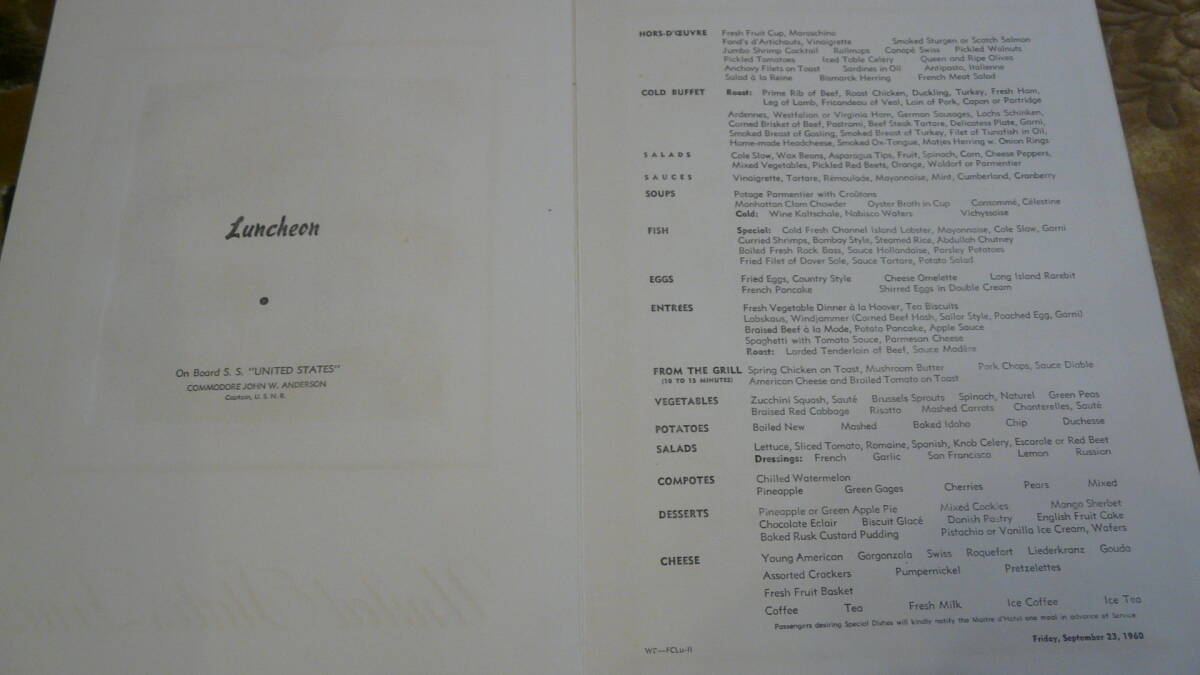 Luncheon
On Board S. S. "UNITED STATES"
COMMODORE JOHN W. ANDERSON
Captain, U. S. N. R.
HORS-D'ŒUVRE Fresh Fruit Cup, Maraschino
Fond's d'Artichauts, Vinaigrette Smoked Sturgen or Scotch Salmon
Jumbo Shrimp Cocktail Rollmops Canapé Swiss Pickled Walnuts
Pickled Tomatoes Iced Table Celery Queen and Ripe Olives
Anchovy Filets on Toast Sardines in Oil Antipasto, Italienne
Salad à la Reine Bismarck Herring French Meat Salad
COLD BUFFET Roast: Prime Rib of Beef, Roast Chicken, Duckling, Turkey, Fresh Ham,
Leg of Lamb, Fricandeau of Veal, Loin of Pork, Capon or Partridge
Ardennes, Westfalian or Virginia Ham, German Sausages, Lachs Schinken,
Corned Brisket of Beef, Pastrami, Beef Steak Tartare, Delicatess Plate, Garni,
Smoked Breast of Gosling, Smoked Breast of Turkey, Filet of Tunafish in Oil,
Home-made Headcheese, Smoked Ox-Tongue, Matjes Herring w. Onion Rings
SALADS Cole Slaw, Wax Beans, Asparagus Tips, Fruit, Spinach, Corn, Cheese Peppers,
Mixed Vegetables, Pickled Red Beets, Orange, Waldorf or Parmentier
SAUCES Vinaigrette, Tartare, Rémoulade, Mayonnaise, Mint, Cumberland, Cranberry
SOUPS Potage Parmentier with Croûtons
Manhattan Clam Chowder Oyster Broth in Cup Consommé, Célestine
Cold: Wine Kaltschale, Nabisco Wafers Vichyssoise
FISH Special: Cold Fresh Channel Island Lobster, Mayonnaise, Cole Slaw, Garni
Curried Shrimps, Bombay Style, Steamed Rice, Abdullah Chutney
Boiled Fresh Rock Bass, Sauce Hollandaise, Parsley Potatoes
Fried Filet of Dover Sole, Sauce Tartare, Potato Salad
EGGS Fried Eggs, Country Style Cheese Omelette Long Island Rarebit
French Pancake Shirred Eggs in Double Cream
ENTRÉES Fresh Vegetable Dinner à la Hoover, Tea Biscuits
Lobskaus, Windjammer (Corned Beef Hash, Sailor Style, Poached Egg, Garni)
Braised Beef à la Mode, Potato Pancake, Apple Sauce
Spaghetti with Tomato Sauce, Parmesan Cheese
Roast: Larded Tenderloin of Beef, Sauce Madère
FROM THE GRILL Spring Chicken on Toast, Mushroom Butter Pork Chops, Sauce Diable
(10 TO 15 MINUTES) American Cheese and Broiled Tomato on Toast
VEGETABLES Zucchini Squash, Sauté Brussels Sprouts Spinach, Naturel Green Peas
Braised Red Cabbage Risotto Mashed Carrots Chanterelles, Sauté
POTATOES Boiled New Mashed Baked Idaho Chip Duchesse
SALADS Lettuce, Sliced Tomato, Romaine, Spanish, Knob Celery, Escarole or Red Beet
Dressings: French Garlic San Francisco Lemon Russian
COMPOTES Chilled Watermelon
Pineapple Green Gages Cherries Pears Mixed
DESSERTS Pineapple or Green Apple Pie Mixed Cookies Mango Sherbet
Chocolate Eclair Biscuit Glacé Danish Pastry English Fruit Cake
Baked Rusk Custard Pudding Pistachio or Vanilla Ice Cream, Wafers
CHEESE Young American Gorgonzola Swiss Roquefort Liederkranz Gouda
Assorted Crackers Pumpernickel Pretzelettes
Fresh Fruit Basket
Coffee Tea Fresh Milk Ice Coffee Ice Tea
Passengers desiring Special Dishes will kindly notify the Maitre d'Hotel one meal in advance of Service
Friday, September 23, 1960